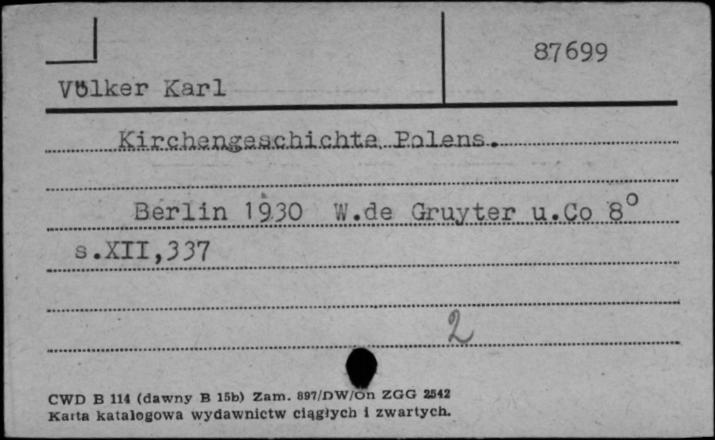 87699
Völker Karl
Kirchengeschichte Polens.
Berlin 1930 W.de Gruyter u.Co 8°
s.XII,337
2
CWD B 114 (dawny B 15b) Zam. 897/DW/On ZGG 2542
Karta katalogowa wydawnictw ciągłych i zwartych.